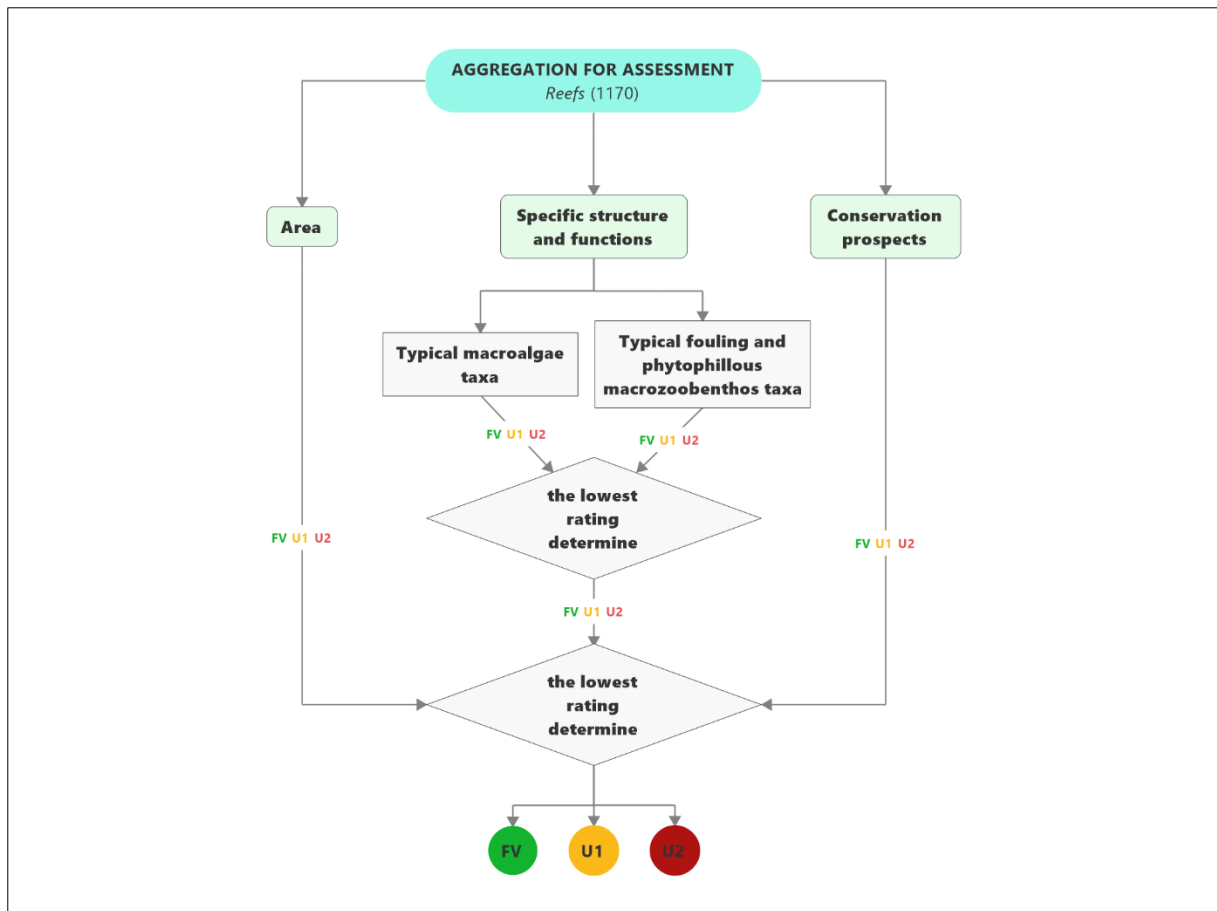 AGGREGATION FOR ASSESSMENT
Reefs (1170)
Area
Specific structure
and functions
Conservation
prospects
Typical macroalgae
taxa
Typical fouling and
phytophillous
macrozoobenthos taxa
FV U1 U2
FV U1 U2
the lowest
rating
determine
FV U1 U2
FV U1 U2
FV U1 U2
the lowest
rating
determine
FV
U1
U2